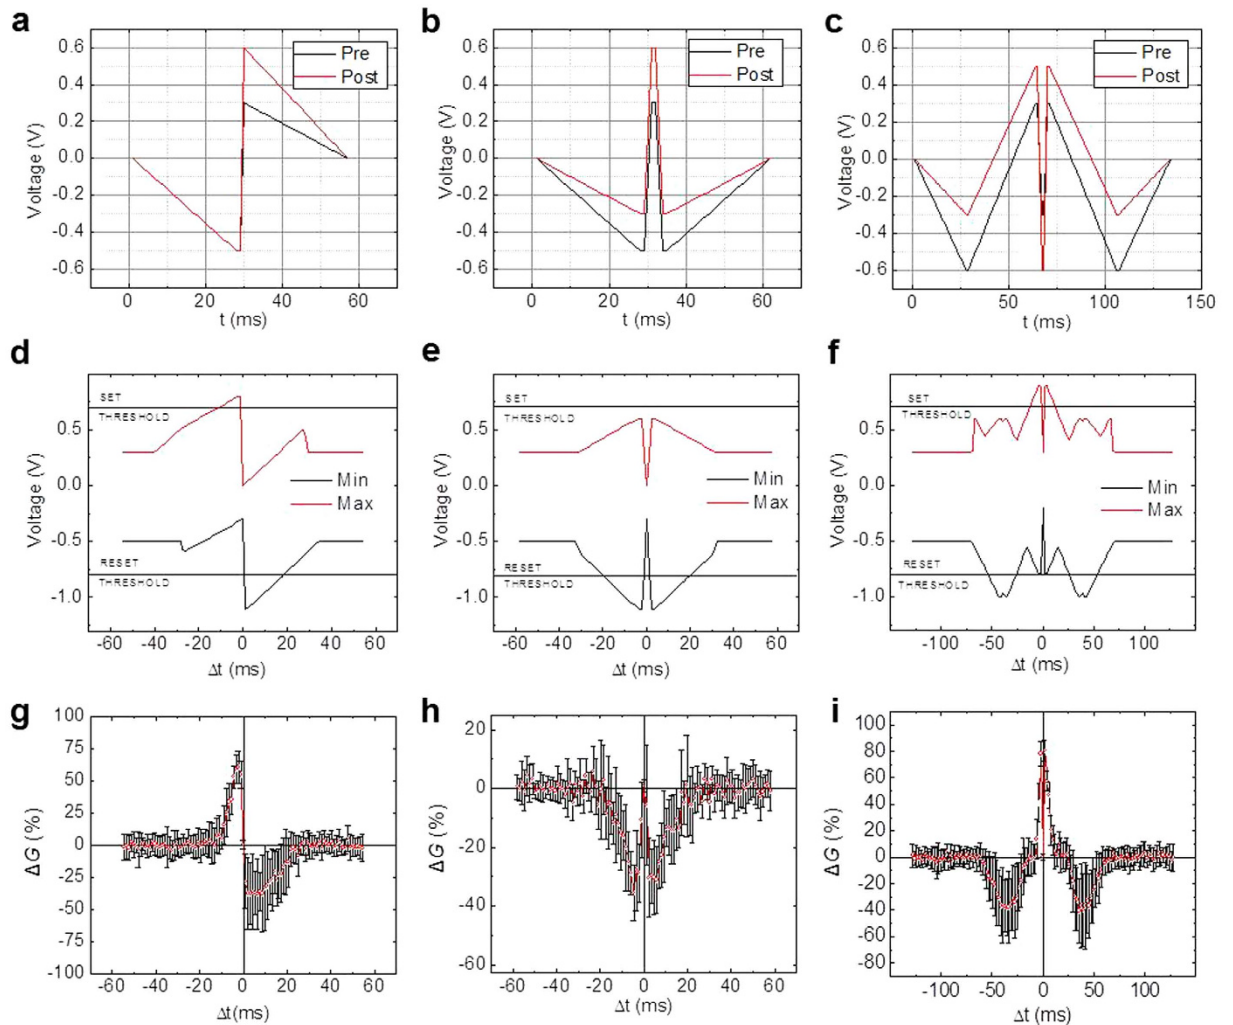 a
b
c
0.6
0.4
0.2
0.0
-0.2
-0.4
-0.6
Voltage (V)
Pre
Post
0
20
40
60
t (ms)
0.6
0.4
0.2
0.0
-0.2
-0.4
-0.6
Voltage (V)
Pre
Post
0
20
40
60
t (ms)
0.6
0.4
0.2
0.0
-0.2
-0.4
-0.6
Voltage (V)
Pre
Post
0
50
100
150
t (ms)
d
e
f
SET
THRESHOLD
0.5
0.0
-0.5
-1.0
Voltage (V)
Min
Max
RESET
THRESHOLD
-60
-40
-20
0
20
40
60
Δt (ms)
SET
THRESHOLD
0.5
0.0
-0.5
-1.0
Voltage (V)
Min
Max
RESET
THRESHOLD
-60
-40
-20
0
20
40
60
Δt (ms)
SET
THRESHOLD
0.5
0.0
-0.5
-1.0
Voltage (V)
Min
Max
RESET
THRESHOLD
-100
-50
0
50
100
Δt (ms)
g
h
i
100
75
50
25
0
-25
-50
-75
-100
ΔG (%)
-60
-40
-20
0
20
40
60
Δt(ms)
20
0
-20
-40
-60
ΔG (%)
-60
-40
-20
0
20
40
60
Δt (ms)
100
80
60
40
20
0
-20
-40
-60
-80
ΔG (%)
-100
-50
0
50
100
Δt (ms)